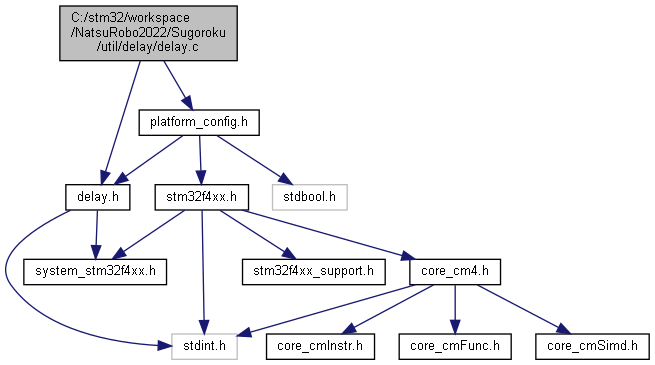 C:/stm32/workspace
/NatsuRobo2022/Sugoroku
/util/delay/delay.c
platform_config.h
delay.h
stm32f4xx.h
stdbool.h
system_stm32f4xx.h
stm32f4xx_support.h
core_cm4.h
stdint.h
core_cmInstr.h
core_cmFunc.h
core_cmSimd.h